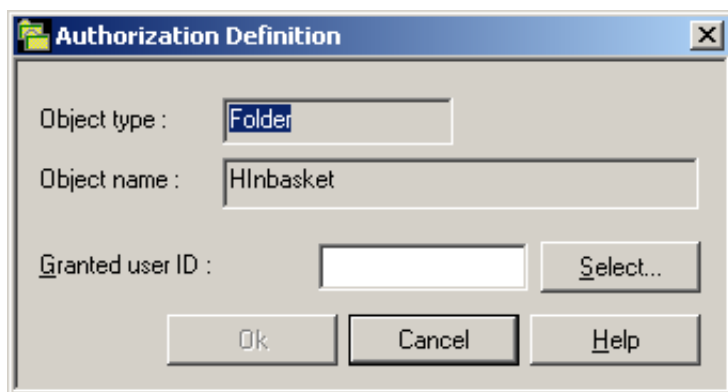 Authorization Definition
Object type : Folder
Object name : HInbasket
Granted user ID : Select...
Ok Cancel Help